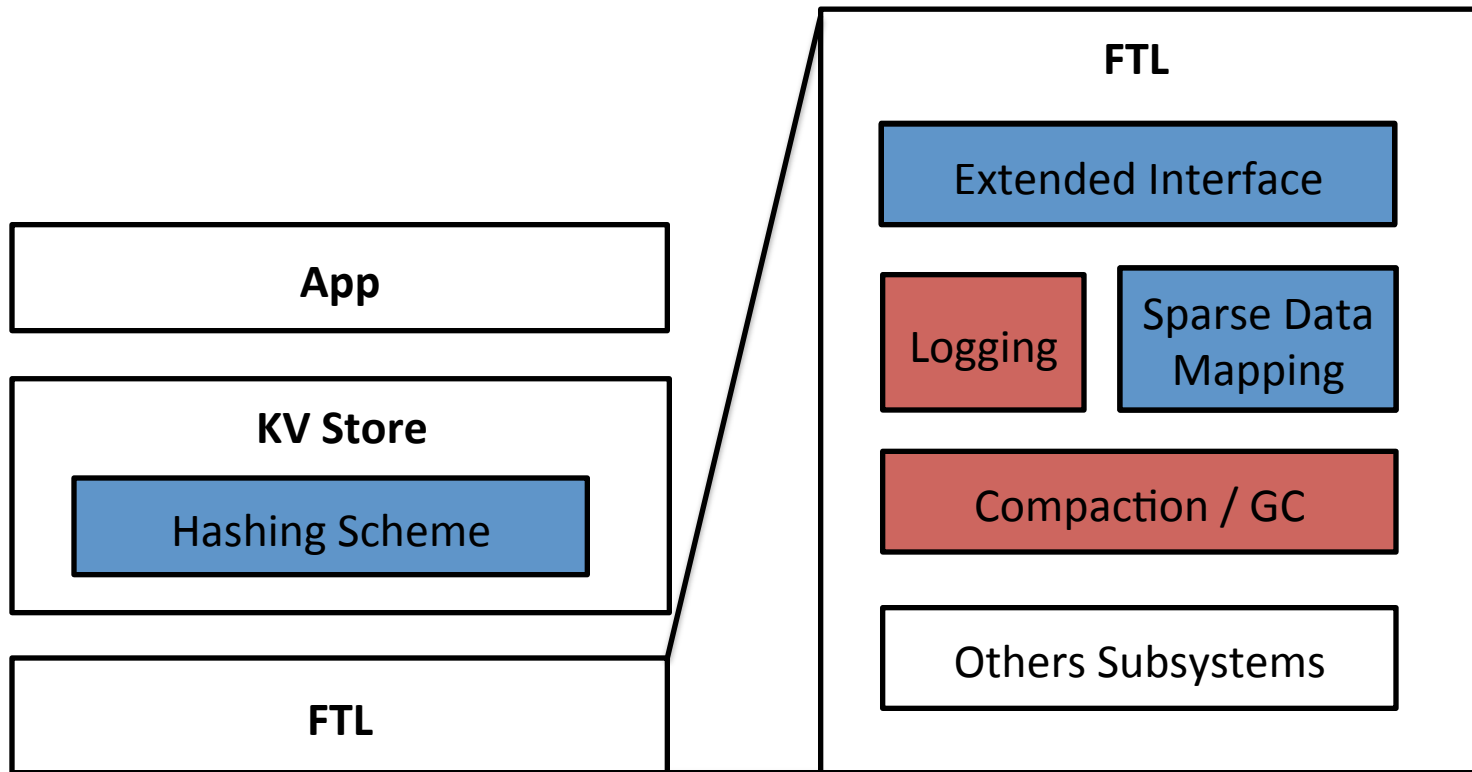 App
KV Store
Hashing Scheme
FTL
FTL
Extended Interface
Logging
Sparse Data
Mapping
Compaction / GC
Others Subsystems